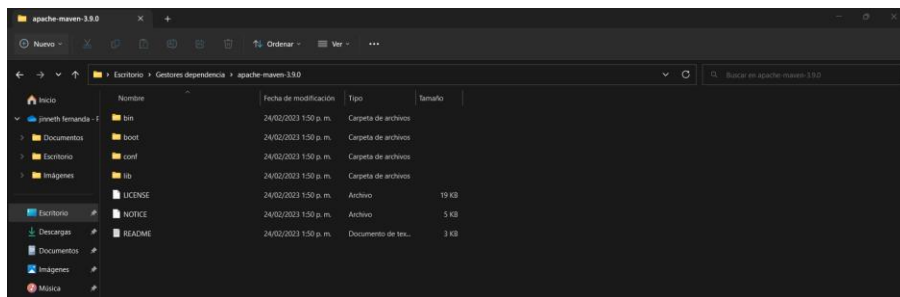 apache-maven-3.9.0
Nuevo
Ordenar
Ver
Escritorio > Gestores dependencia > apache-maven-3.9.0
Buscar en apache-maven-3.9.0
Nombre Fecha de modificación Tipo Tamaño
Inicio
jinneth fernanda - P
Documentos
Escritorio
Imágenes
bin 24/02/2023 1:50 p. m. Carpeta de archivos
boot 24/02/2023 1:50 p. m. Carpeta de archivos
conf 24/02/2023 1:50 p. m. Carpeta de archivos
lib 24/02/2023 1:50 p. m. Carpeta de archivos
LICENSE 24/02/2023 1:50 p. m. Archivo 19 KB
NOTICE 24/02/2023 1:50 p. m. Archivo 5 KB
README 24/02/2023 1:50 p. m. Documento de tex... 3 KB
Escritorio
Descargas
Documentos
Imágenes
Música